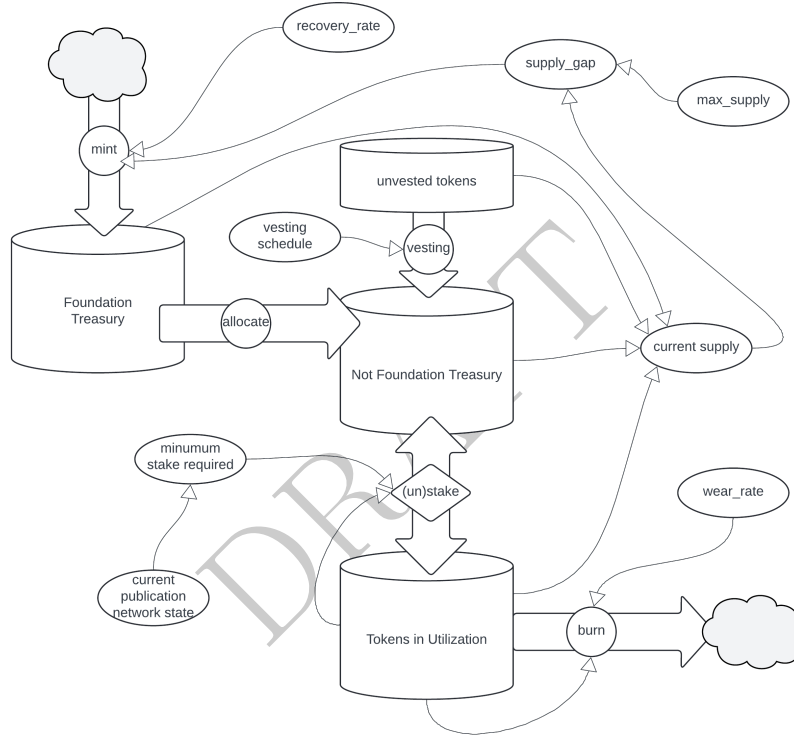 recovery_rate
supply_gap
max_supply
mint
unvested tokens
vesting
schedule
vesting
Foundation
Treasury
allocate
current supply
Not Foundation Treasury
minumum
stake required
(un)stake
wear_rate
current
publication
network state
burn
Tokens in Utilization
DRAFT